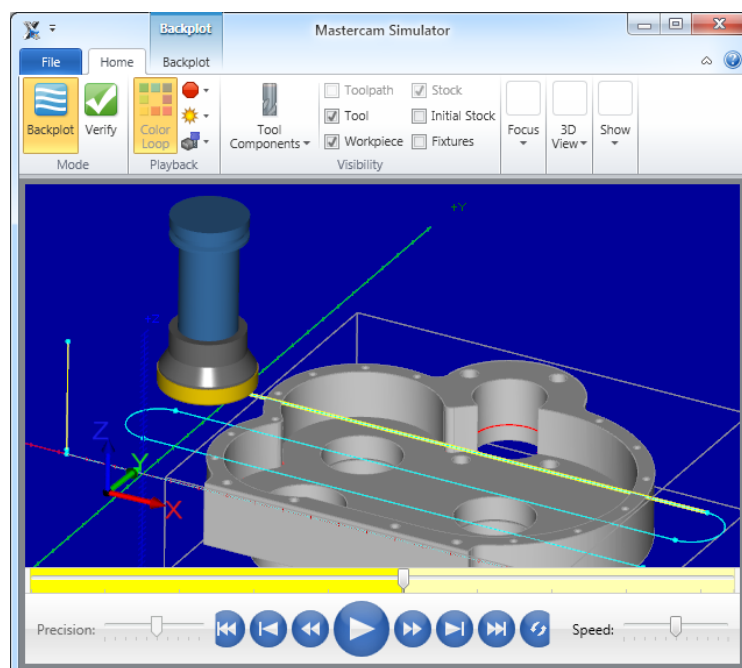 Backplot
Mastercam Simulator
File
Home
Backplot
Backplot
Verify
Color
Loop
Tool
Components
Toolpath
Stock
Tool
Initial Stock
Workpiece
Fixtures
Focus
3D
View
Show
Mode
Playback
Visibility
+Y
Z
Y
X
Precision:
Speed: